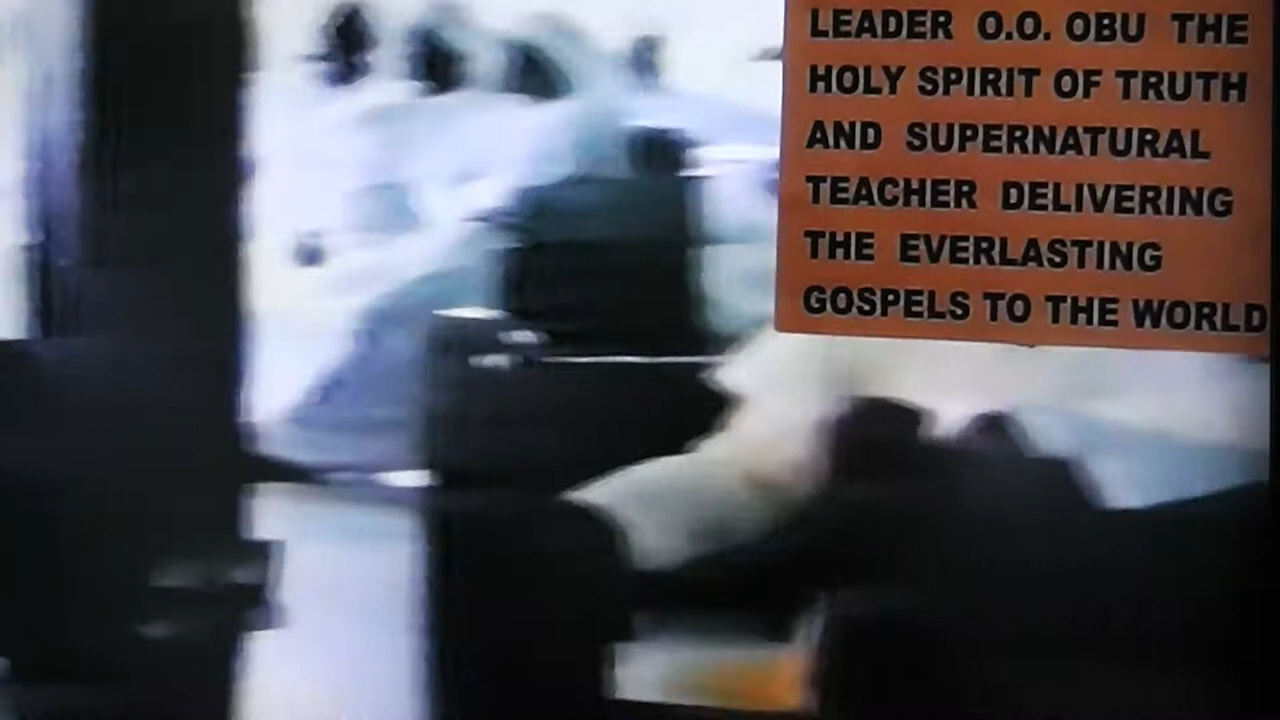 LEADER O.O. OBU THE
HOLY SPIRIT OF TRUTH
AND SUPERNATURAL
TEACHER DELIVERING
THE EVERLASTING
GOSPELS TO THE WORLD